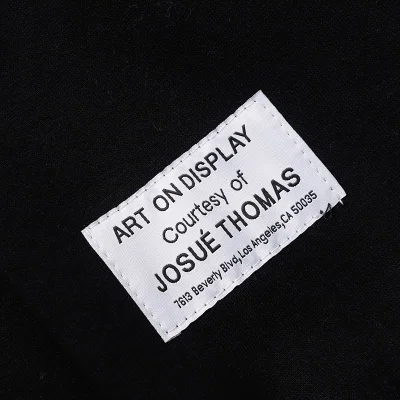 ART ON DISPLAY
Courtesy of
JOSUÉ THOMAS
7613 Beverly Blvd, Los Angeles, CA 50035